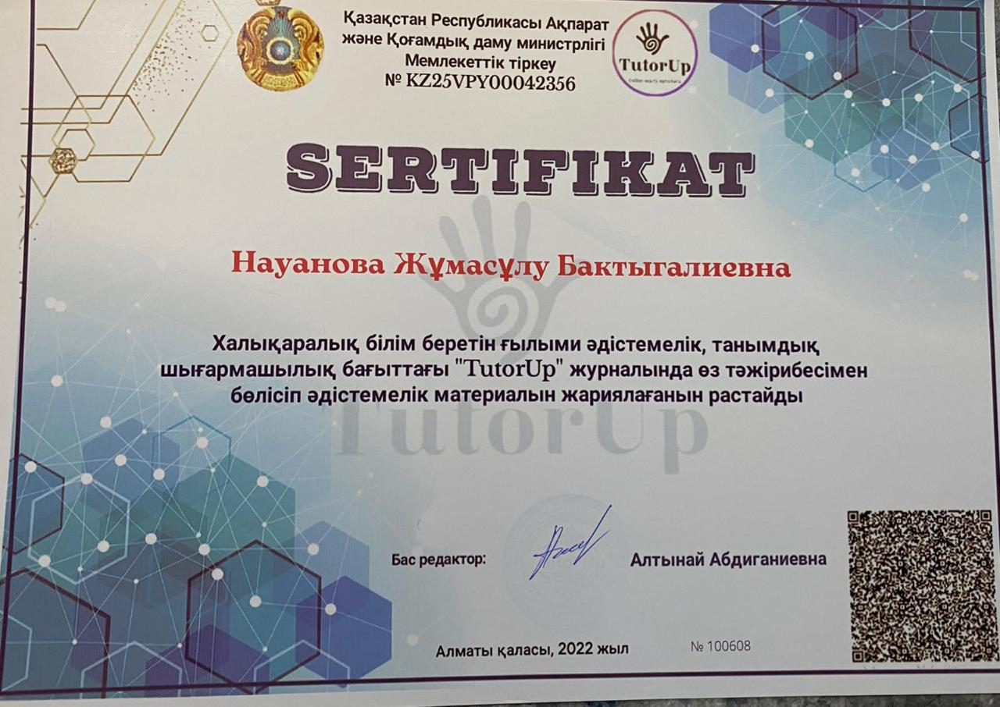 Қазақстан Республикасы Ақпарат
және Қоғамдық даму министрлігі
Мемлекеттік тіркеу
№ KZ25VPY00042356
TutorUp
SERTIFIKAT
Науанова Жұмасұлу Бактыгалиевна
Халықаралық білім беретін ғылыми әдістемелік, танымдық
шығармашылық бағыттағы "TutorUp" журналында өз тәжірибесімен
бөлісіп әдістемелік материалын жариялағанын растайды
TutorUp
Бас редактор:
Алтынай Абдиганиевна
Алматы қаласы, 2022 жыл
№ 100608